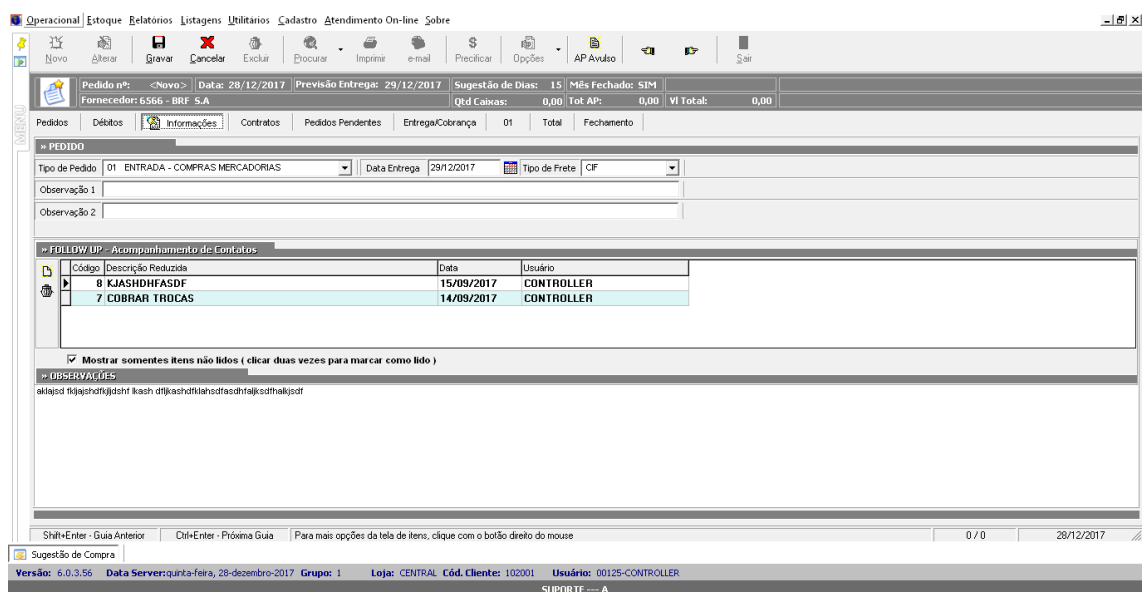 Operacional Estoque Relatórios Listagens Utilitários Cadastro Atendimento On-line Sobre
Novo Alterar Gravar Cancelar Excluir Procurar Imprimir e-mail Precificar Opções AP Avulso Sair
Pedido nº: <Novo> Data: 28/12/2017 Previsão Entrega: 29/12/2017 Sugestão de Dias: 15 Mês Fechado: SIM
Fornecedor: 6566 - BRF S.A Qtd Caixas: 0,00 Tot AP: 0,00 Vl Total: 0,00
MENU
Pedidos Débitos Informações Contratos Pedidos Pendentes Entrega/Cobrança 01 Total Fechamento
» PEDIDO
Tipo de Pedido 01 ENTRADA - COMPRAS MERCADORIAS Data Entrega 29/12/2017 Tipo de Frete CIF
Observação 1
Observação 2
» FOLLOW UP - Acompanhamento de Contatos
Código Descrição Reduzida Data Usuário
8 KJASHDHFASDF 15/09/2017 CONTROLLER
7 COBRAR TROCAS 14/09/2017 CONTROLLER
Mostrar somentes itens não lidos ( clicar duas vezes para marcar como lido )
» OBSERVAÇÕES
Shift+Enter - Guia Anterior Ctrl+Enter - Próxima Guia Para mais opções da tela de itens, clique com o botão direito do mouse 0 / 0 28/12/2017
Sugestão de Compra
Versão: 6.0.3.56 Data Server: quinta-feira, 28-dezembro-2017 Grupo: 1 Loja: CENTRAL Cód. Cliente: 102001 Usuário: 00125-CONTROLLER
SUPORTE --- A